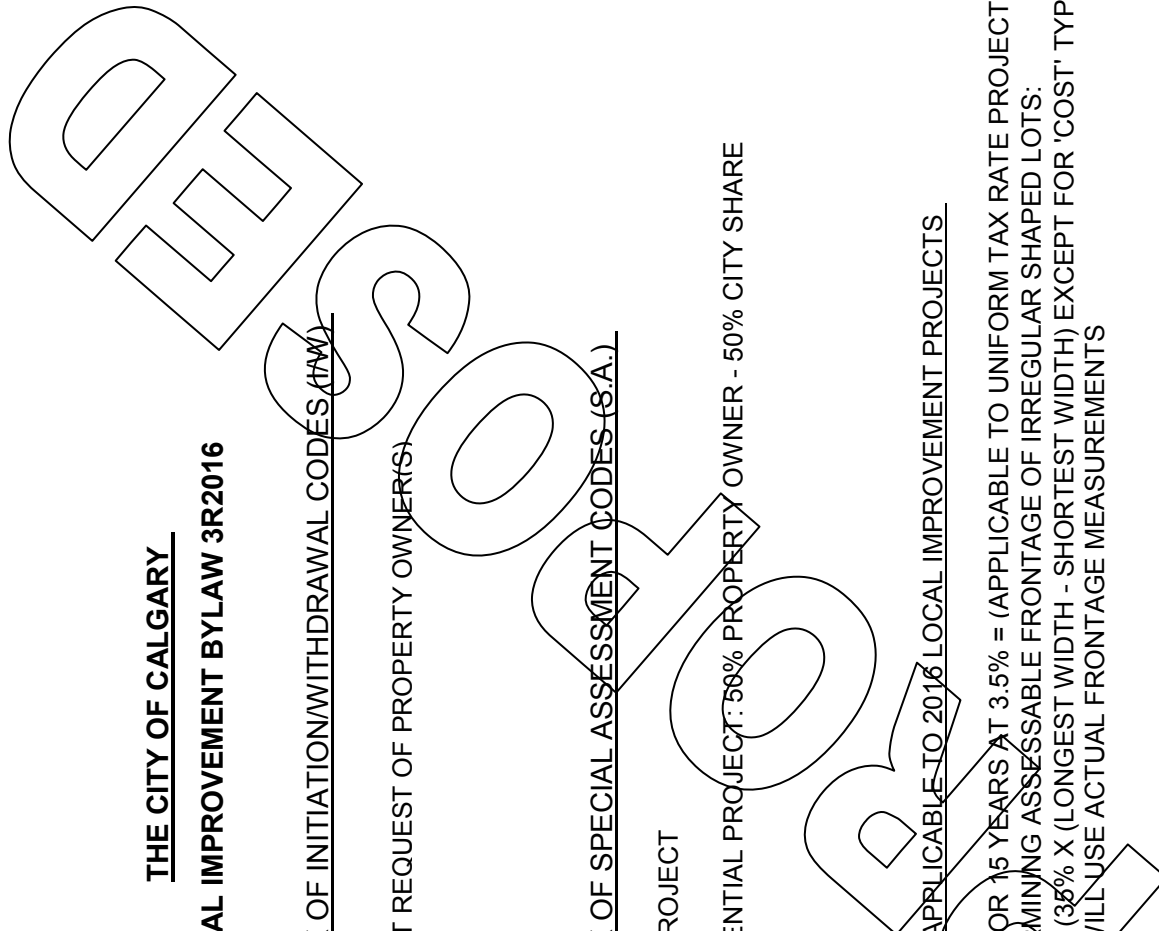 THE CITY OF CALGARY
AL IMPROVEMENT BYLAW 3R2016
OF INITIATION/WITHDRAWAL CODES (I/W)
T REQUEST OF PROPERTY OWNER(S)
OF SPECIAL ASSESSMENT CODES (S.A.)
ROJECT
ENTIAL PROJECT: 50% PROPERTY OWNER - 50% CITY SHARE
APPLICABLE TO 2016 LOCAL IMPROVEMENT PROJECTS
OR 15 YEARS AT 3.5% = (APPLICABLE TO UNIFORM TAX RATE PROJECT
MINING ASSESSABLE FRONTAGE OF IRREGULAR SHAPED LOTS:
(35% X (LONGEST WIDTH - SHORTEST WIDTH) EXCEPT FOR 'COST' TYP
WILL USE ACTUAL FRONTAGE MEASUREMENTS
ROPOSED